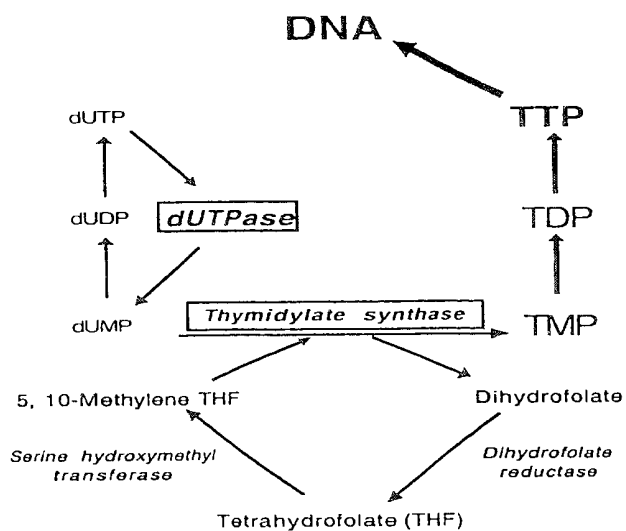 DNA
dUTP
TTP
dUDP
dUTPase
TDP
dUMP
Thymidylate synthase
TMP
5, 10-Methylene THF
Dihydrofolate
Serine hydroxymethyl
transferase
Dihydrofolate
reductase
Tetrahydrofolate (THF)